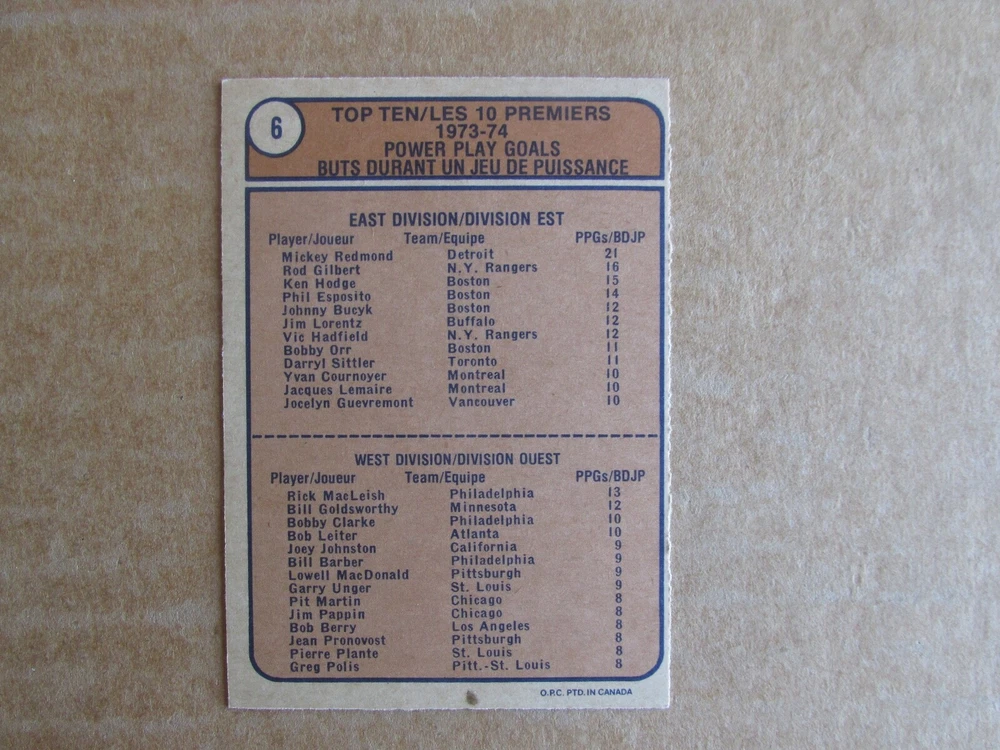 6
TOP TEN/LES 10 PREMIERS
1973-74
POWER PLAY GOALS
BUTS DURANT UN JEU DE PUISSANCE
EAST DIVISION/DIVISION EST
Player/Joueur Team/Equipe PPGs/BDJP
Mickey Redmond Detroit 21
Rod Gilbert N.Y. Rangers 16
Ken Hodge Boston 15
Phil Esposito Boston 14
Johnny Bucyk Boston 12
Jim Lorentz Buffalo 12
Vic Hadfield N.Y. Rangers 12
Bobby Orr Boston 11
Darryl Sittler Toronto 11
Yvan Cournoyer Montreal 10
Jacques Lemaire Montreal 10
Jocelyn Guevremont Vancouver 10
WEST DIVISION/DIVISION OUEST
Player/Joueur Team/Equipe PPGs/BDJP
Rick MacLeish Philadelphia 13
Bill Goldsworthy Minnesota 12
Bobby Clarke Philadelphia 10
Bob Leiter Atlanta 10
Joey Johnston California 9
Bill Barber Philadelphia 9
Lowell MacDonald Pittsburgh 9
Garry Unger St. Louis 9
Pit Martin Chicago 8
Jim Pappin Chicago 8
Bob Berry Los Angeles 8
Jean Pronovost Pittsburgh 8
Pierre Plante St. Louis 8
Greg Polis Pitt.-St. Louis 8
O.P.C. PTD. IN CANADA